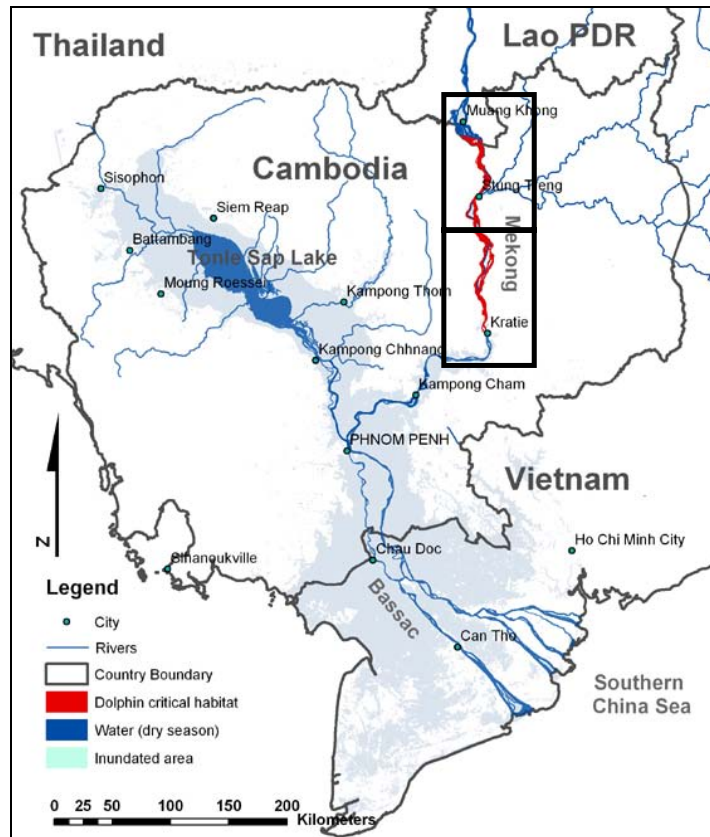 Thailand
Lao PDR
Muang Khong
Cambodia
Sisophon
Stung Treng
Siem Reap
Mekong
Battambang
Tonle Sap Lake
Moung Roessei
Kampong Thom
Kratie
Kampong Chhnang
Kampong Cham
PHNOM PENH
Vietnam
N
Ho Chi Minh City
Chau Doc
Sihanoukville
Legend
Bassac
City
Rivers
Can Tho
Country Boundary
Dolphin critical habitat
Southern
China Sea
Water (dry season)
Inundated area
0 25 50 100 150 200
Kilometers